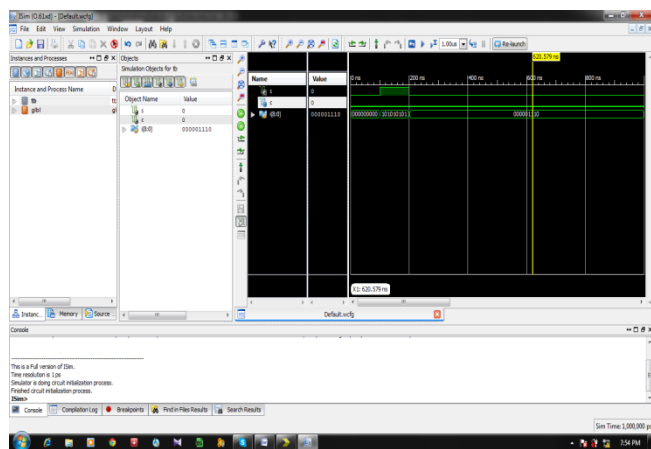 ISim (O.61xd) - [Default.wcfg]
File Edit View Simulation Window Layout Help
1.00us
Re-launch
Instances and Processes
Objects
Simulation Objects for tb
Instance and Process Name
D
tb
glbl
Object Name
Value
s
0
c
0
000001110
Name
Value
s
0
c
0
000001110
620.579 ns
0 ns
200 ns
400 ns
600 ns
800 ns
000000000
000001110
X1: 620.579 ns
Instanc...
Memory
Source
Default.wcfg
Console
This is a Full version of ISim.
Time resolution is 1 ps
Simulator is doing circuit initialization process.
Finished circuit initialization process.
ISim>
Console
Compilation Log
Breakpoints
Find in Files Results
Search Results
Sim Time: 1,000,000 ps
7:54 PM